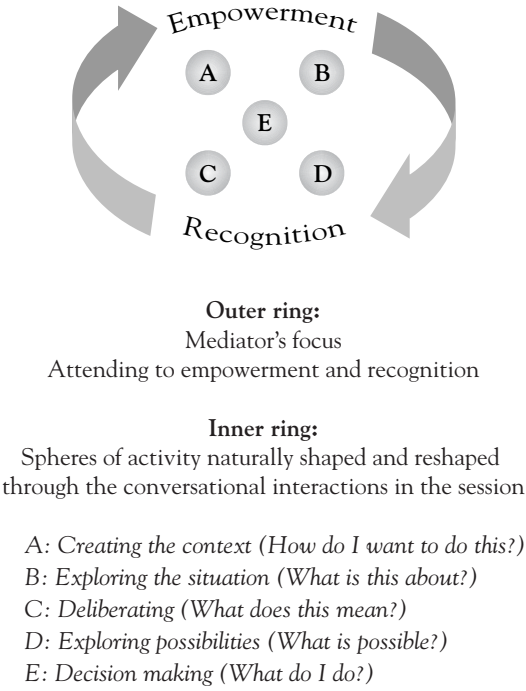 Empowerment
A B
E
C D
Recognition
Outer ring:
Mediator's focus
Attending to empowerment and recognition
Inner ring:
Spheres of activity naturally shaped and reshaped
through the conversational interactions in the session
A: Creating the context (How do I want to do this?)
B: Exploring the situation (What is this about?)
C: Deliberating (What does this mean?)
D: Exploring possibilities (What is possible?)
E: Decision making (What do I do?)